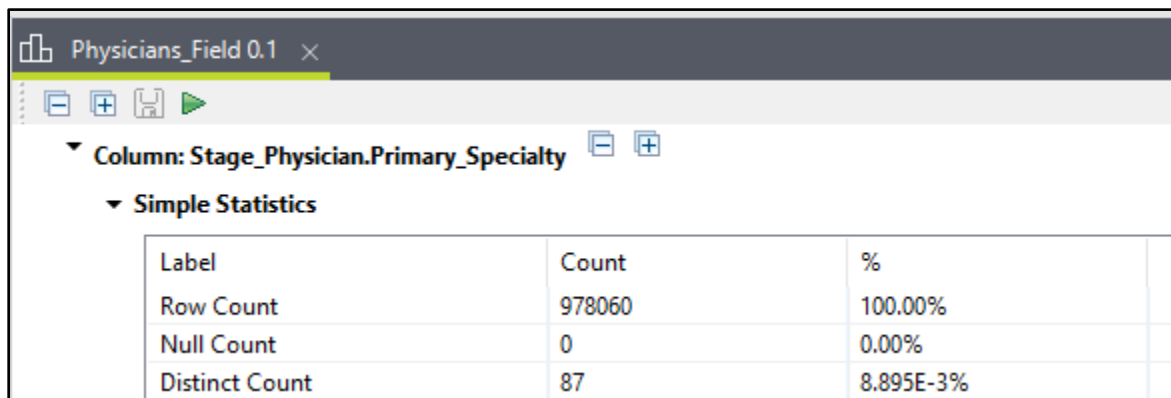 Physicians_Field 0.1
Column: Stage_Physician.Primary_Specialty
Simple Statistics
Label Count %
Row Count 978060 100.00%
Null Count 0 0.00%
Distinct Count 87 8.895E-3%